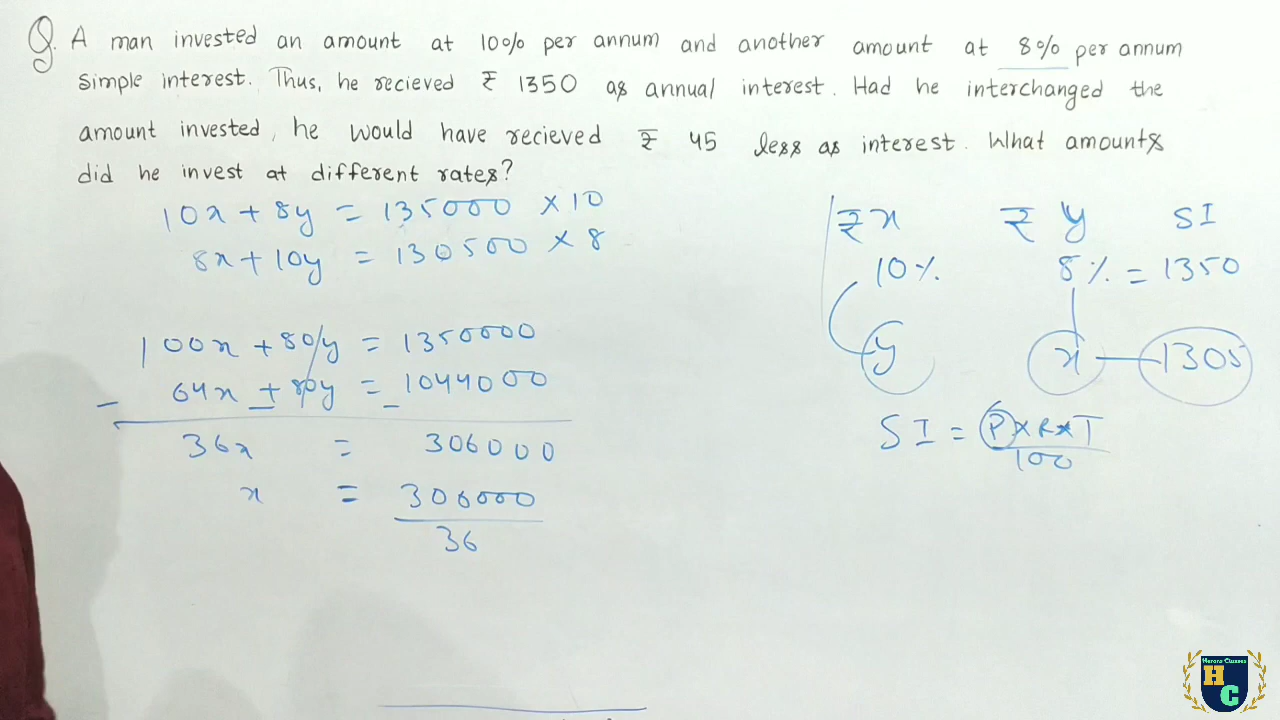 Q. A man invested an amount at 10% per annum and another amount at 8% per annum
simple interest. Thus, he recieved ₹ 1350 as annual interest. Had he interchanged the
amount invested, he would have recieved ₹ 45 less as interest. What amounts
did he invest at different rates?
10x + 8y = 135000 × 10
8x + 10y = 130500 × 8
100x + 80y = 1350000
64x + 80y = 1044000
36x = 306000
x = 306000
36
₹ x ₹ y SI
10% 8% = 1350
y x 1305
SI = P×R×T
100
Herons Classes
H
C